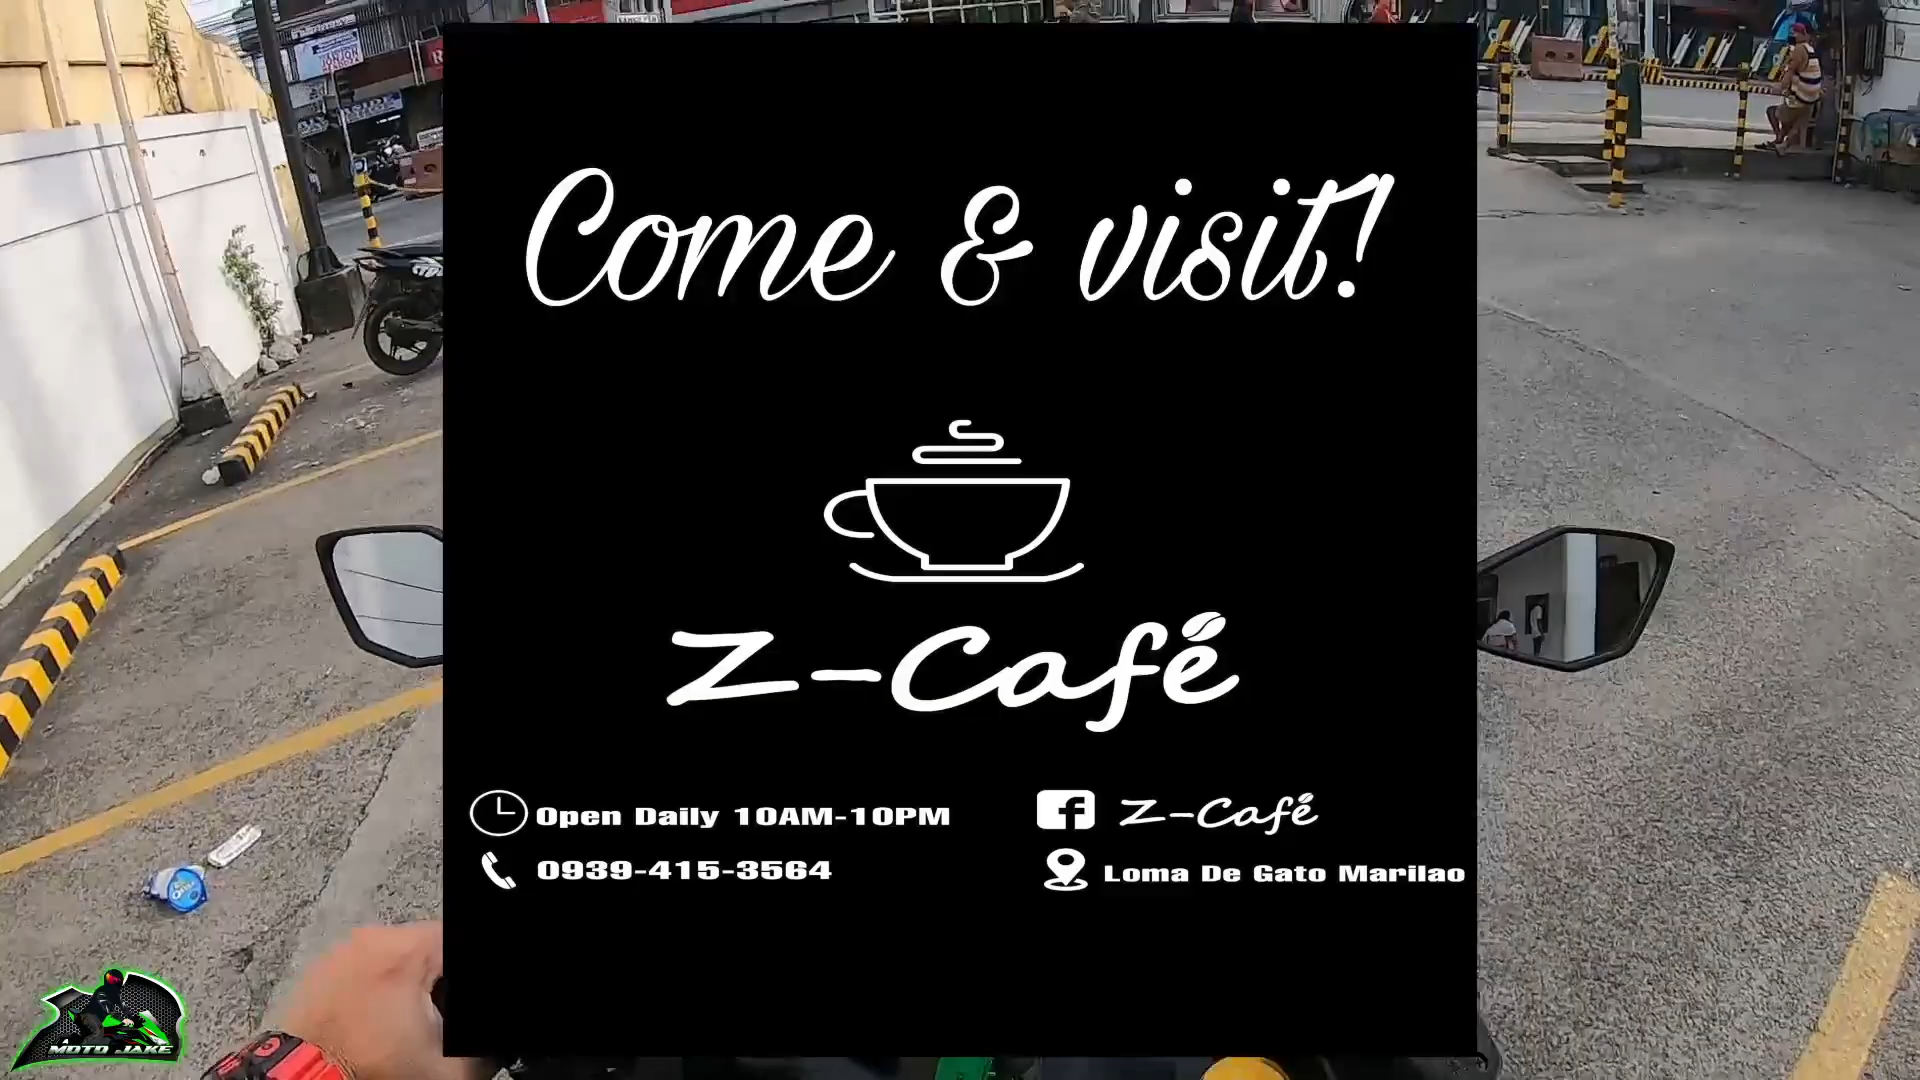 Come & visit!
Z-Café
Open Daily 10AM-10PM
0939-415-3564
Z-Café
Loma De Gato Marilao
MOTO JAKE